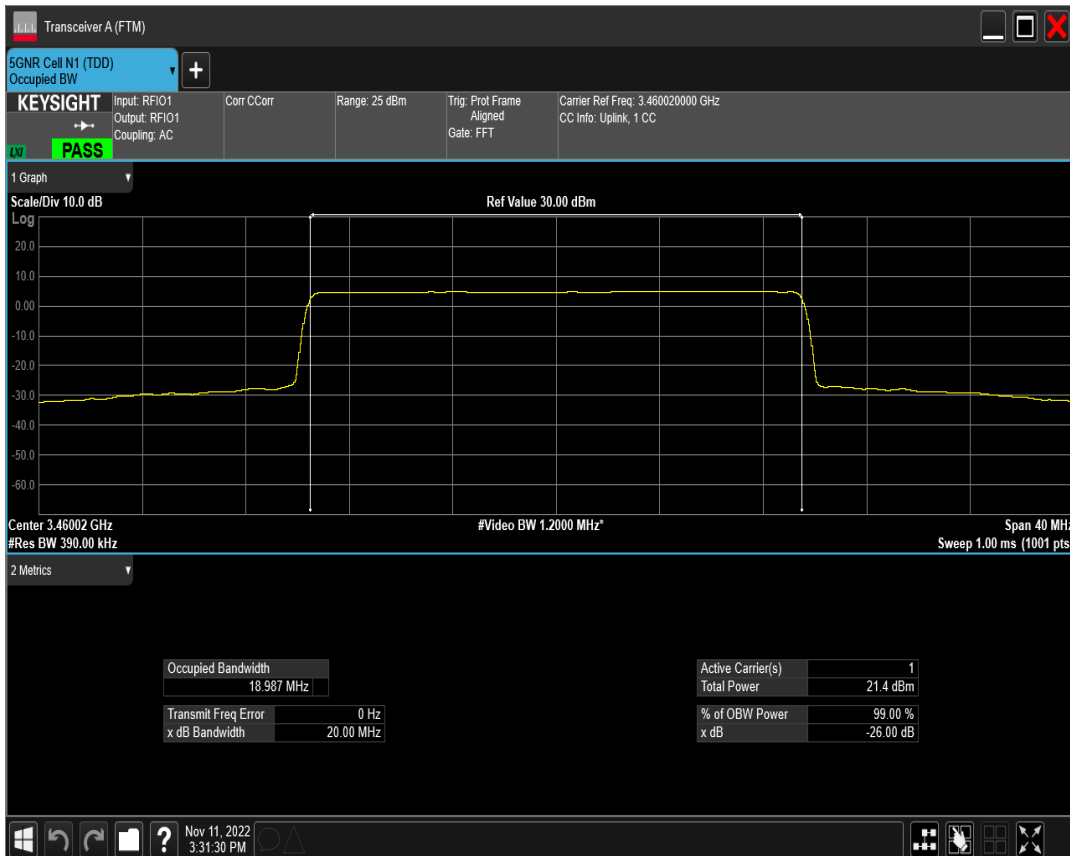 Transceiver A (FTM)
5GNR Cell N1 (TDD)
Occupied BW
+
KEYSIGHT
LXI
PASS
Input: RFIO1
Output: RFIO1
Coupling: AC
Corr CCorr
Range: 25 dBm
Trig: Prot Frame
Aligned
Gate: FFT
Carrier Ref Freq: 3.460020000 GHz
CC Info: Uplink, 1 CC
1 Graph
Scale/Div 10.0 dB
Ref Value 30.00 dBm
Log
20.0
10.0
0.00
-10.0
-20.0
-30.0
-40.0
-50.0
-60.0
Center 3.46002 GHz
#Video BW 1.2000 MHz*
Span 40 MHz
#Res BW 390.00 kHz
Sweep 1.00 ms (1001 pts
2 Metrics
Occupied Bandwidth
18.987 MHz
Transmit Freq Error 0 Hz
x dB Bandwidth 20.00 MHz
Active Carrier(s) 1
Total Power 21.4 dBm
% of OBW Power 99.00 %
x dB -26.00 dB
?
Nov 11, 2022
3:31:30 PM